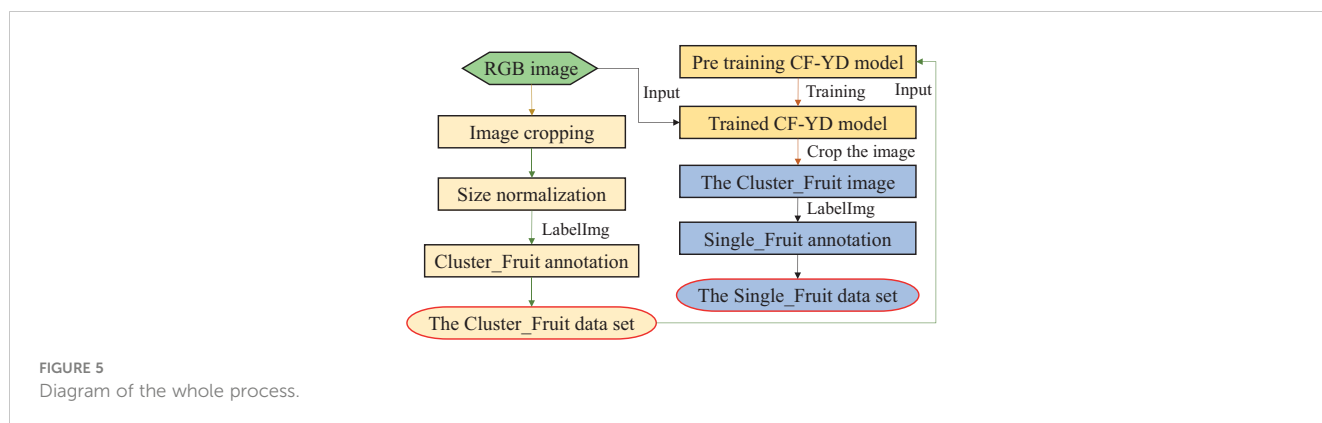 RGB image
Image cropping
Size normalization
LabelImg
Cluster_Fruit annotation
The Cluster_Fruit data set
Input
Pre training CF-YD model
Input
Training
Trained CF-YD model
Crop the image
The Cluster_Fruit image
LabelImg
Single_Fruit annotation
The Single_Fruit data set
FIGURE 5
Diagram of the whole process.